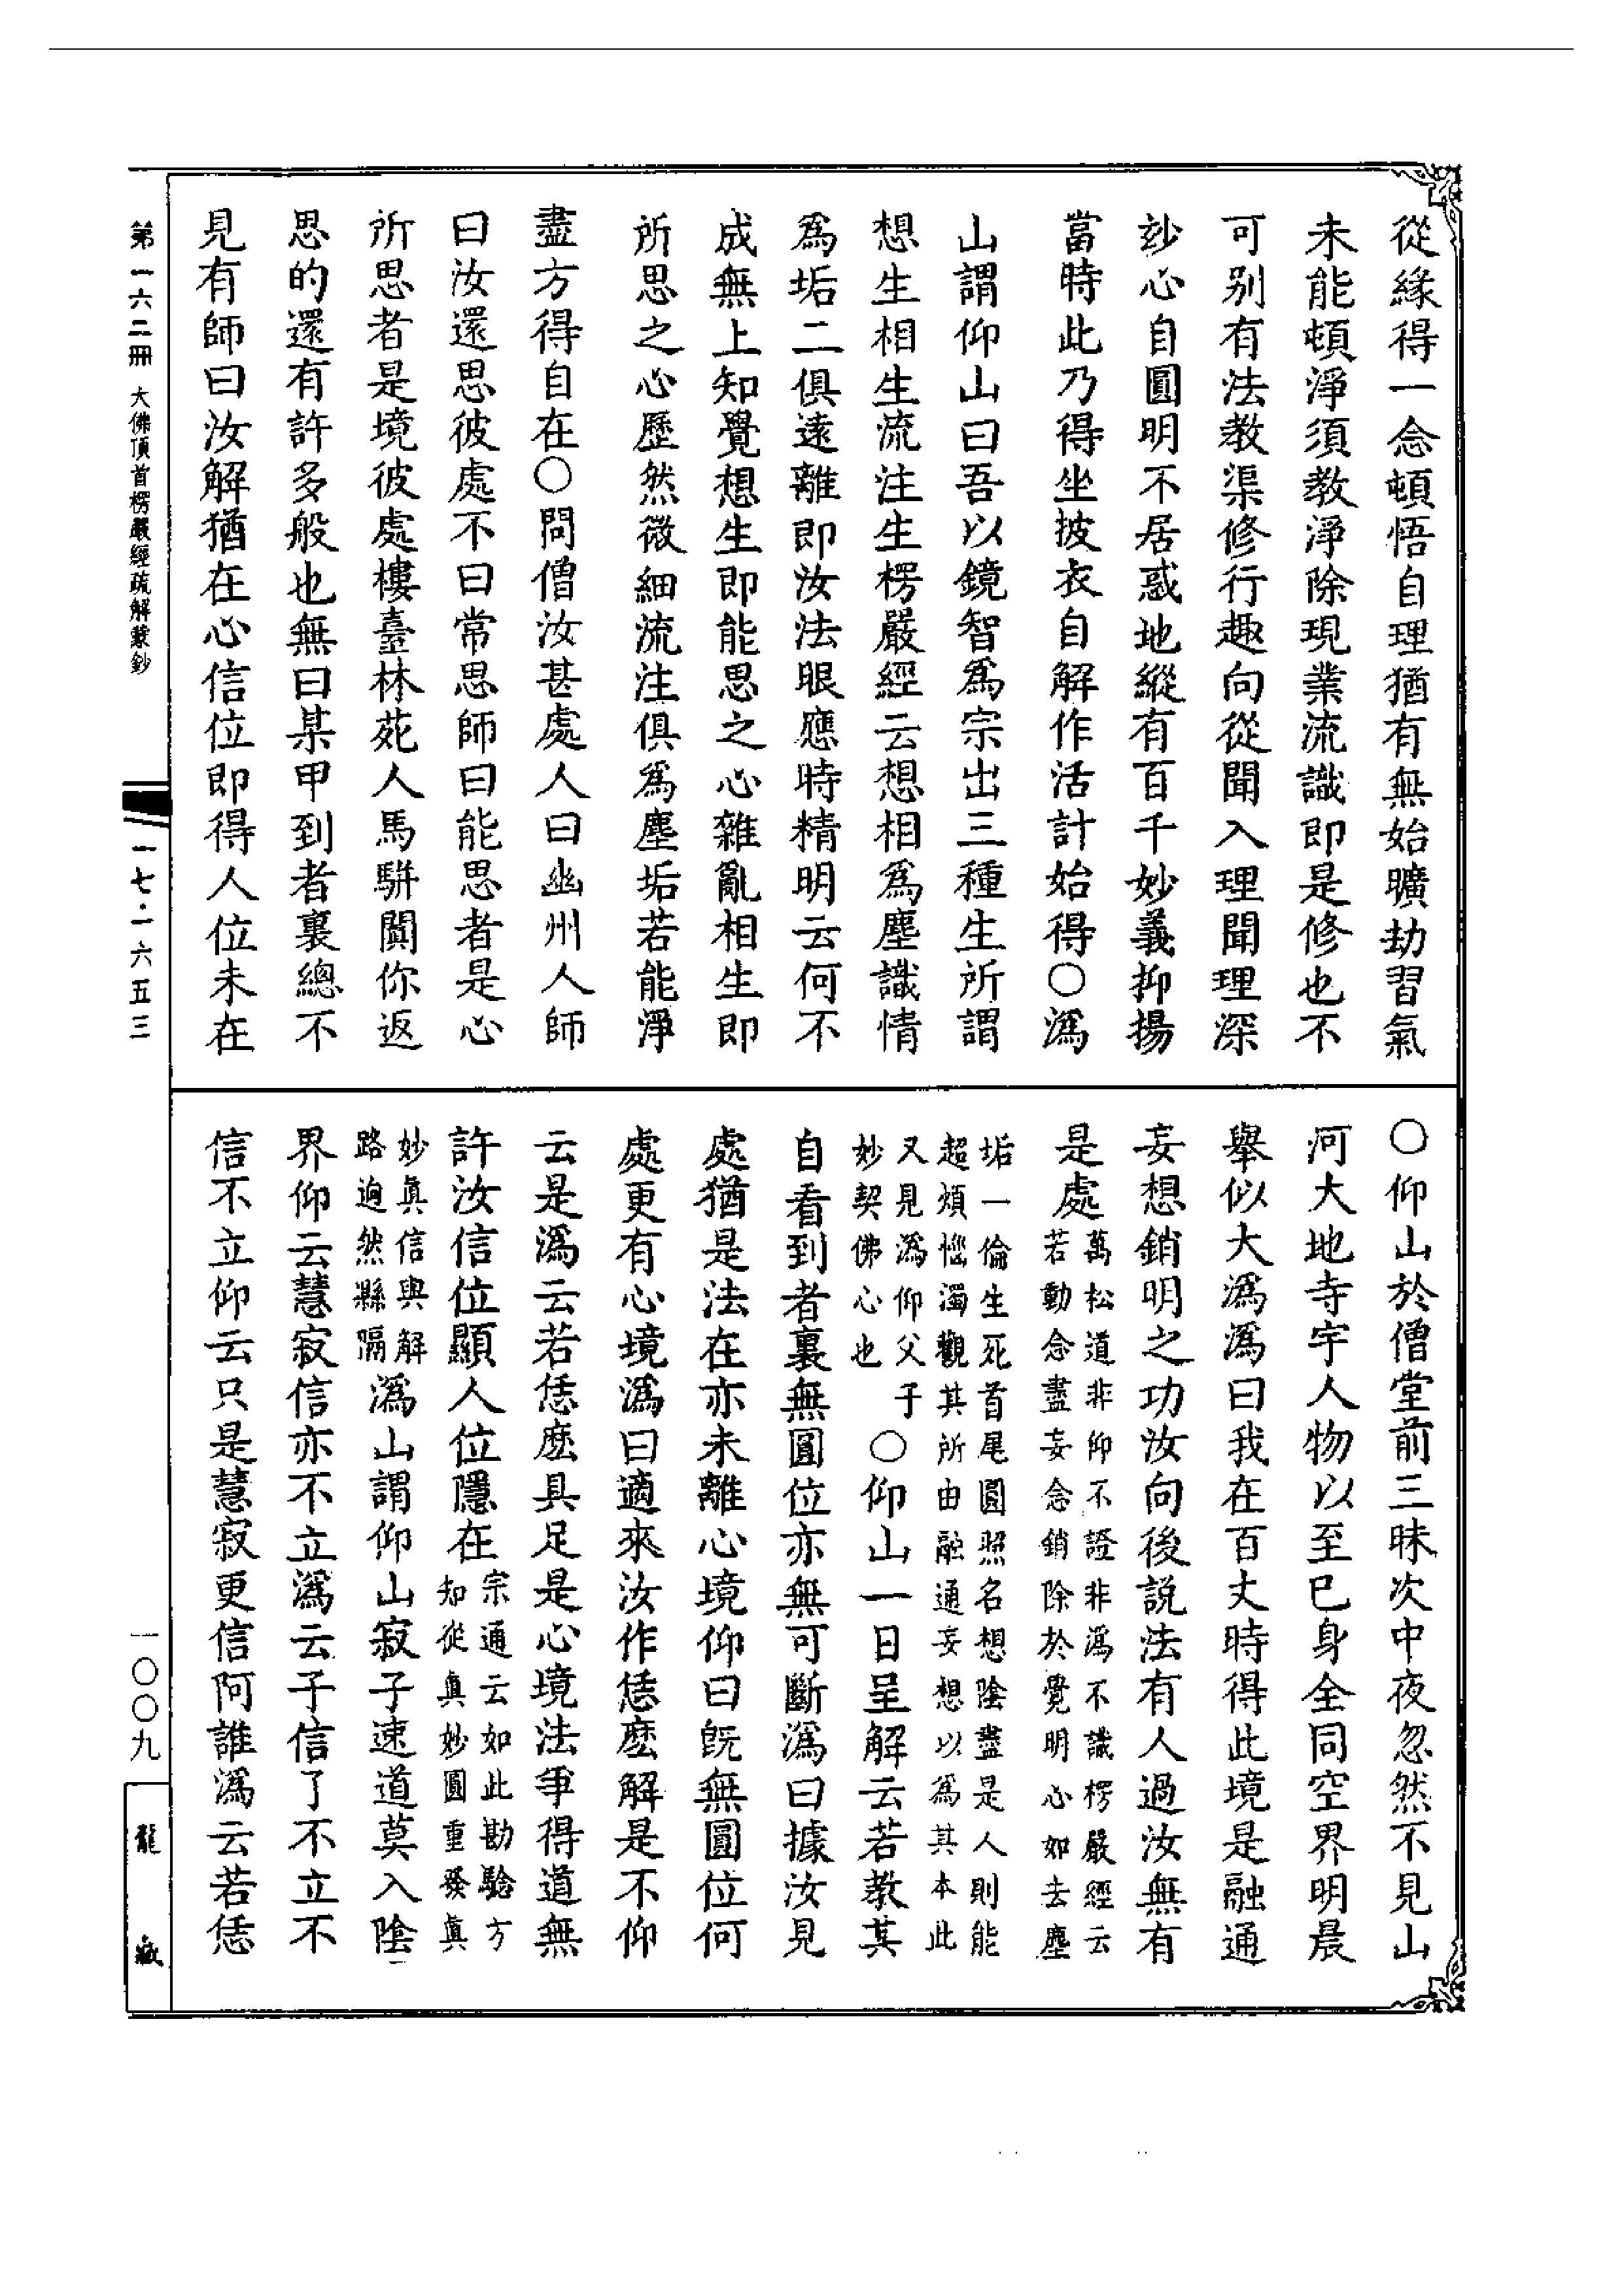 從緣得一念頓悟自理猶有無始曠劫習氣
未能頓淨須教淨除現業流識即是修也不
可别有法教渠修行趣向從聞入理聞理深
玅心自圓明不居惑地縱有百千妙義抑揚
當時此乃得坐披衣自解作活計始得〇溈
山謂仰山曰吾以鏡智爲宗出三種生所謂
想生相生流注生楞嚴經云想相爲塵識情
爲垢二俱遠離即汝法眼應時精明云何不
成無上知覺想生即能思之心雜亂相生即
所思之心歷然微細流注俱爲塵垢若能淨
盡方得自在〇問僧汝甚處人曰幽州人師
曰汝還思彼處不曰常思師曰能思者是心
所思者是境彼處樓臺林苑人馬駢闐你返
思的還有許多般也無曰某甲到者裏總不
見有師曰汝解猶在心信位即得人位未在
〇仰山於僧堂前三昧次中夜忽然不見山
河大地寺宇人物以至巳身全同空界明晨
舉似大溈溈曰我在百丈時得此境是融通
妄想銷明之功汝向後説法有人過汝無有
是處
萬松道非仰不證非溈不識楞嚴經云
若動念盡妄念銷除於覺明心如去塵
垢一倫生死首尾圓照名想陰盡是人則能
超煩惱濁觀其所由融通妄想以爲其本此
又見溈仰父子
妙契佛心也
〇仰山一日呈解云若教某
自看到者裏無圓位亦無可斷溈曰據汝見
處猶是法在亦未離心境仰曰旣無圓位何
處更有心境溈曰適來汝作恁麽解是不仰
云是溈云若恁麽具足是心境法爭得道無
許汝信位顯人位隱在
宗通云如此勘驗方
知從眞妙圓重發眞
妙眞信與解
路逈然縣隔
溈山謂仰山寂子速道莫入陰
界仰云慧寂信亦不立溈云子信了不立不
信不立仰云只是慧寂更信阿誰溈云若恁
第一六二冊 大佛頂首楞嚴經疏解蒙鈔
一七·一六五三
一〇〇九
龍藏